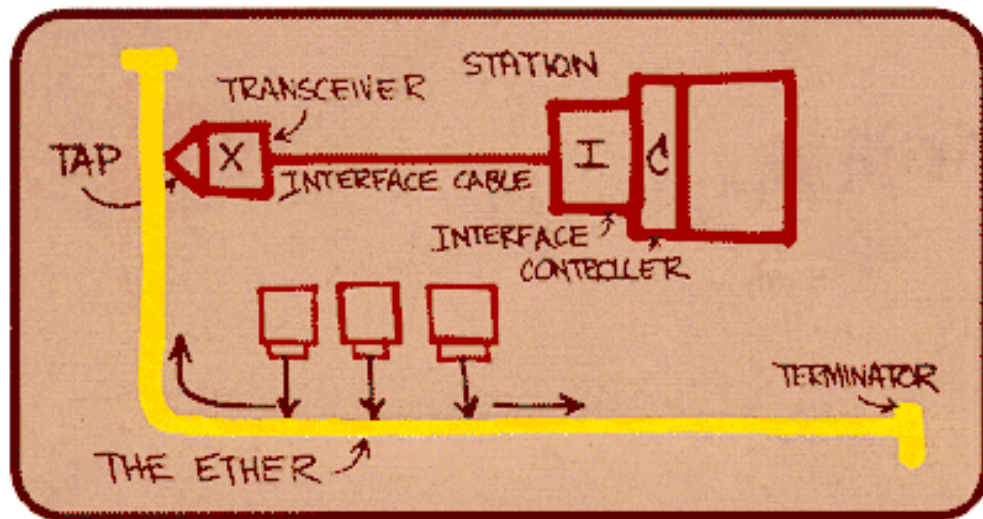 STATION
TRANSCEIVER
TAP
X
I
C
INTERFACE CABLE
INTERFACE
CONTROLLER
TERMINATOR
THE ETHER